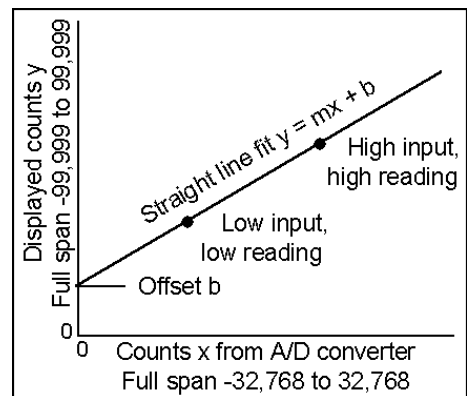 Displayed counts y
Full span -99,999 to 99,999
Straight line fit y = mx + b
High input,
high reading
Low input,
low reading
Offset b
0
0
Counts x from A/D converter
Full span -32,768 to 32,768